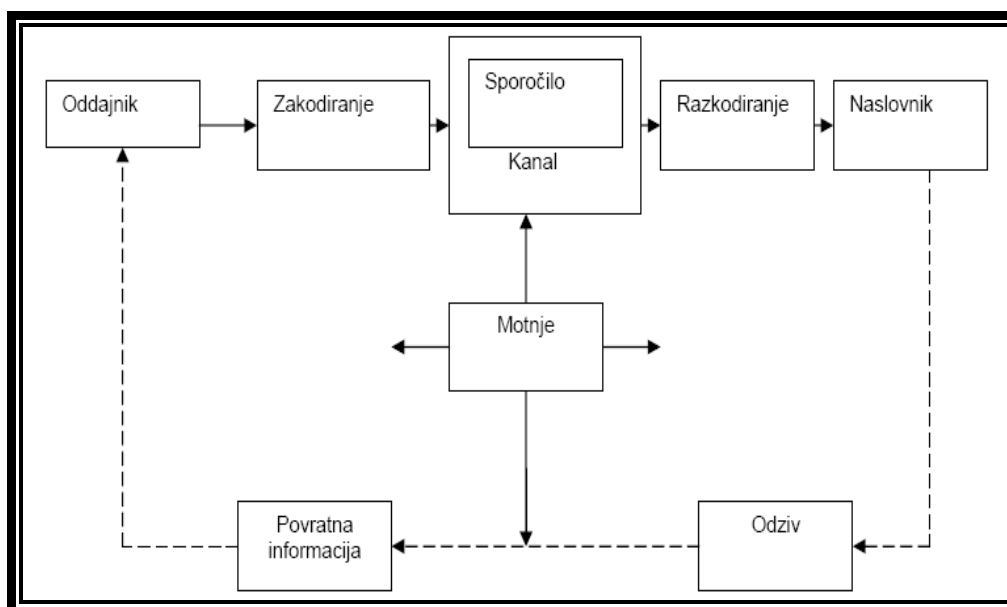 Oddajnik
Zakodiranje
Sporočilo
Kanal
Razkodiranje
Naslovnik
Motnje
Povratna
informacija
Odziv